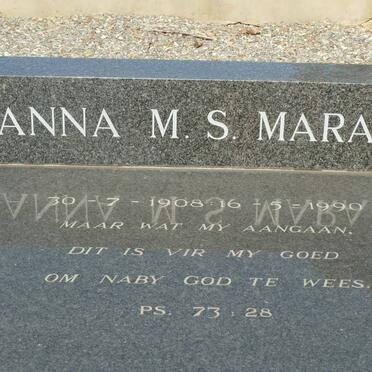 ANNA M. S. MARA
30 - 7 - 1908 16 - 5 - 1990
MAAR WAT MY AANGAAN,
DIT IS VIR MY GOED
OM NABY GOD TE WEES.
PS. 73 : 28